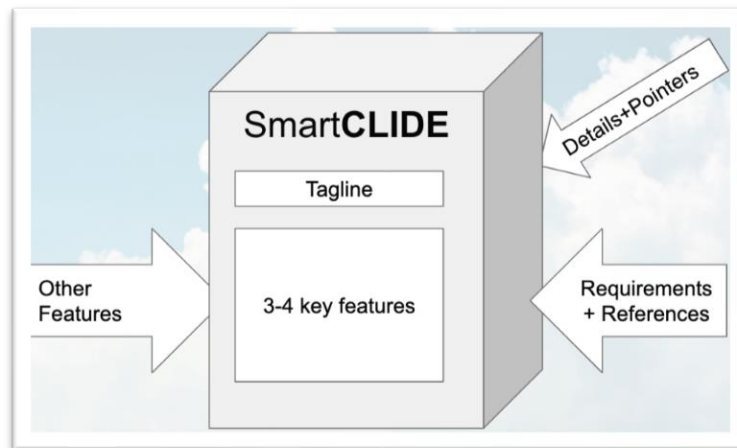 SmartCLIDE
Tagline
3-4 key features
Other
Features
Details+Pointers
Requirements
+ References